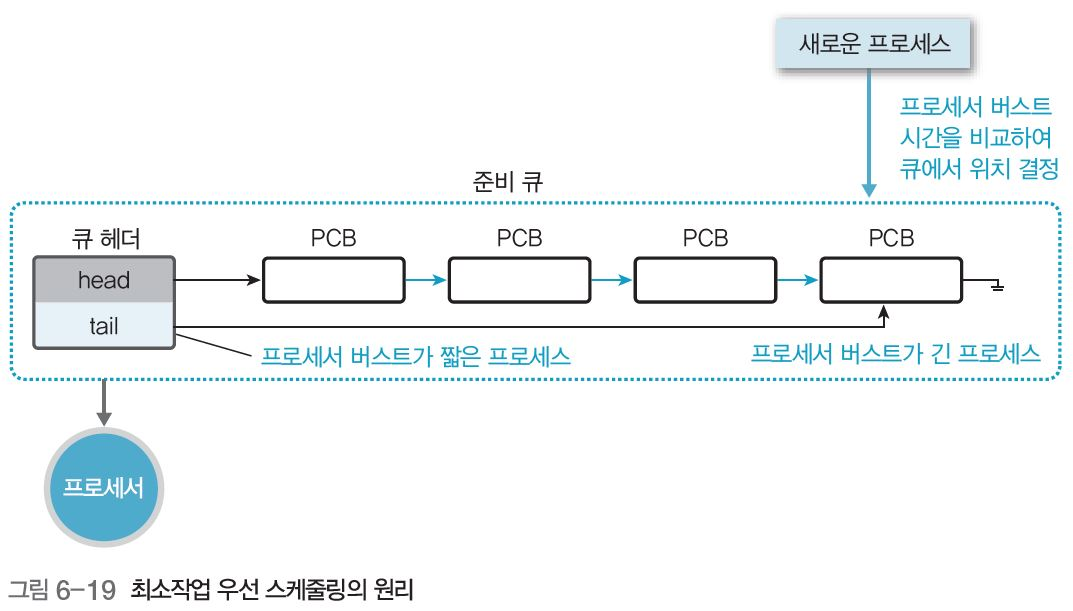 새로운 프로세스
프로세서 버스트
시간을 비교하여
큐에서 위치 결정
준비 큐
큐 헤더
PCB
PCB
PCB
PCB
head
tail
프로세서 버스트가 짧은 프로세스
프로세서 버스트가 긴 프로세스
프로세서
그림 6-19 최소작업 우선 스케줄링의 원리